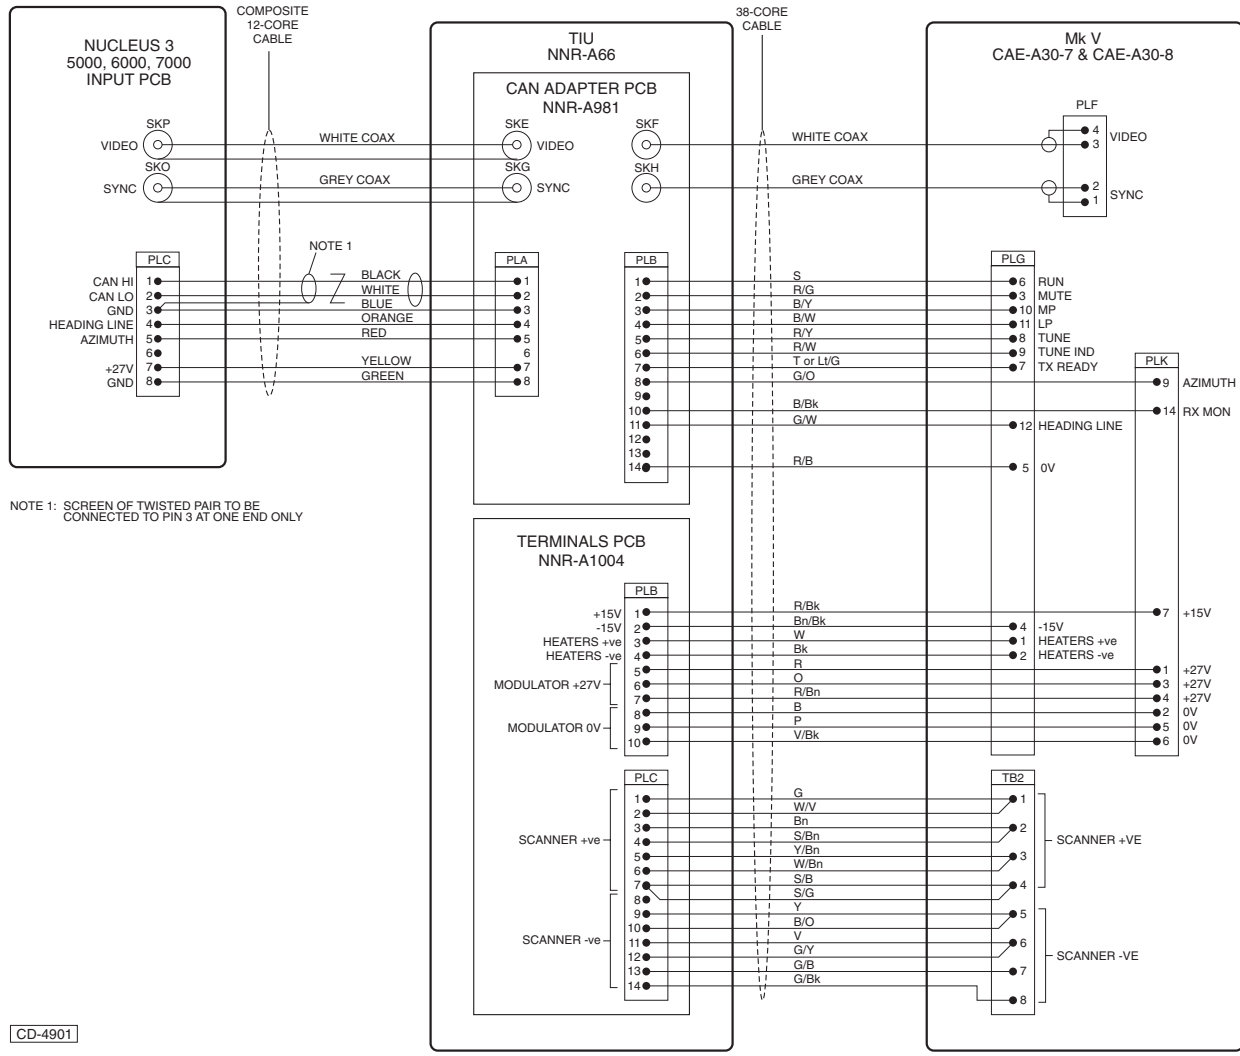 COMPOSITE
12-CORE
CABLE
38-CORE
CABLE
NUCLEUS 3
5000, 6000, 7000
INPUT PCB
TIU
NNR-A66
Mk V
CAE-A30-7 & CAE-A30-8
CAN ADAPTER PCB
NNR-A981
SKP
VIDEO
WHITE COAX
SKE
VIDEO
SKF
WHITE COAX
PLF
4
3
VIDEO
SKO
SYNC
GREY COAX
SKG
SYNC
SKH
GREY COAX
2
1
SYNC
NOTE 1
PLC
CAN HI 1
CAN LO 2
GND 3
HEADING LINE 4
AZIMUTH 5
6
+27V 7
GND 8
BLACK
WHITE
BLUE
ORANGE
RED
YELLOW
GREEN
PLA
1
2
3
4
5
6
7
8
PLB
1
2
3
4
5
6
7
8
9
10
11
12
13
14
S
R/G
B/Y
B/W
R/Y
R/W
T or Lt/G
G/O
B/Bk
G/W
R/B
PLG
6 RUN
3 MUTE
10 MP
11 LP
8 TUNE
9 TUNE IND
7 TX READY
12 HEADING LINE
5 0V
PLK
9 AZIMUTH
14 RX MON
NOTE 1: SCREEN OF TWISTED PAIR TO BE
CONNECTED TO PIN 3 AT ONE END ONLY
TERMINALS PCB
NNR-A1004
PLB
+15V 1
-15V 2
HEATERS +ve 3
HEATERS -ve 4
5
MODULATOR +27V 6
7
8
MODULATOR 0V 9
10
R/Bk
Bn/Bk
W
Bk
R
O
R/Bn
B
P
V/Bk
4 -15V
1 HEATERS +ve
2 HEATERS -ve
7 +15V
1 +27V
3 +27V
4 +27V
2 0V
5 0V
6 0V
PLC
1
2
3
4
5
6
7
8
9
10
11
12
13
14
SCANNER +ve
SCANNER -ve
G
W/V
Bn
S/Bn
Y/Bn
W/Bn
S/B
S/G
Y
B/O
V
G/Y
G/B
G/Bk
TB2
1
2
3
4
5
6
7
8
SCANNER +VE
SCANNER -VE
CD-4901